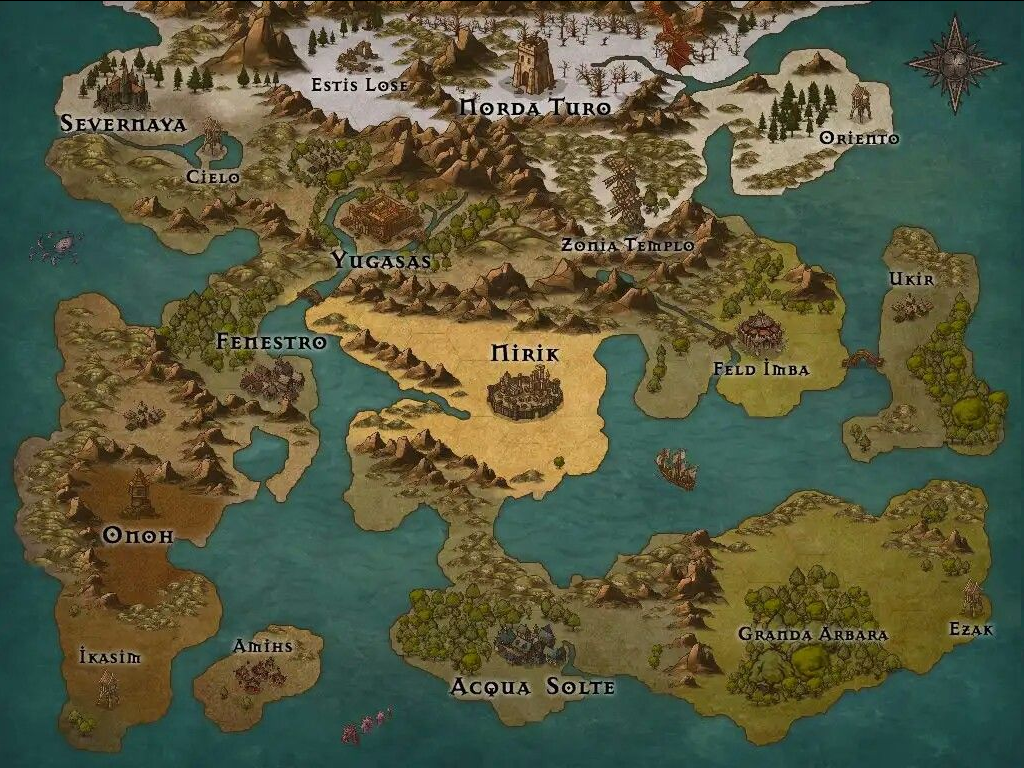 Estis Lose
Norda Turo
Severnaya
Oriento
Cielo
Zonia Templo
Yugasas
Ukir
Fenestro
Nirik
Feld Imba
Onoh
Granda Arbara
Ezak
Amihs
İkasim
Acqua Solte